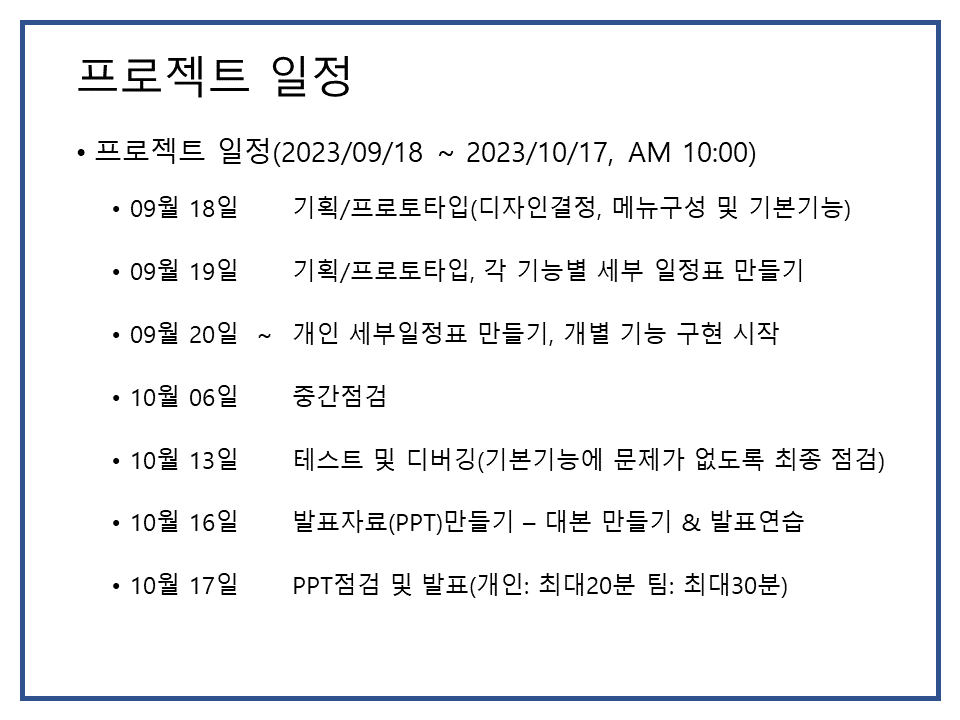 프로젝트 일정
• 프로젝트 일정(2023/09/18 ~ 2023/10/17, AM 10:00)
• 09월 18일 기획/프로토타입(디자인결정, 메뉴구성 및 기본기능)
• 09월 19일 기획/프로토타입, 각 기능별 세부 일정표 만들기
• 09월 20일 ~ 개인 세부일정표 만들기, 개별 기능 구현 시작
• 10월 06일 중간점검
• 10월 13일 테스트 및 디버깅(기본기능에 문제가 없도록 최종 점검)
• 10월 16일 발표자료(PPT)만들기 – 대본 만들기 & 발표연습
• 10월 17일 PPT점검 및 발표(개인: 최대20분 팀: 최대30분)